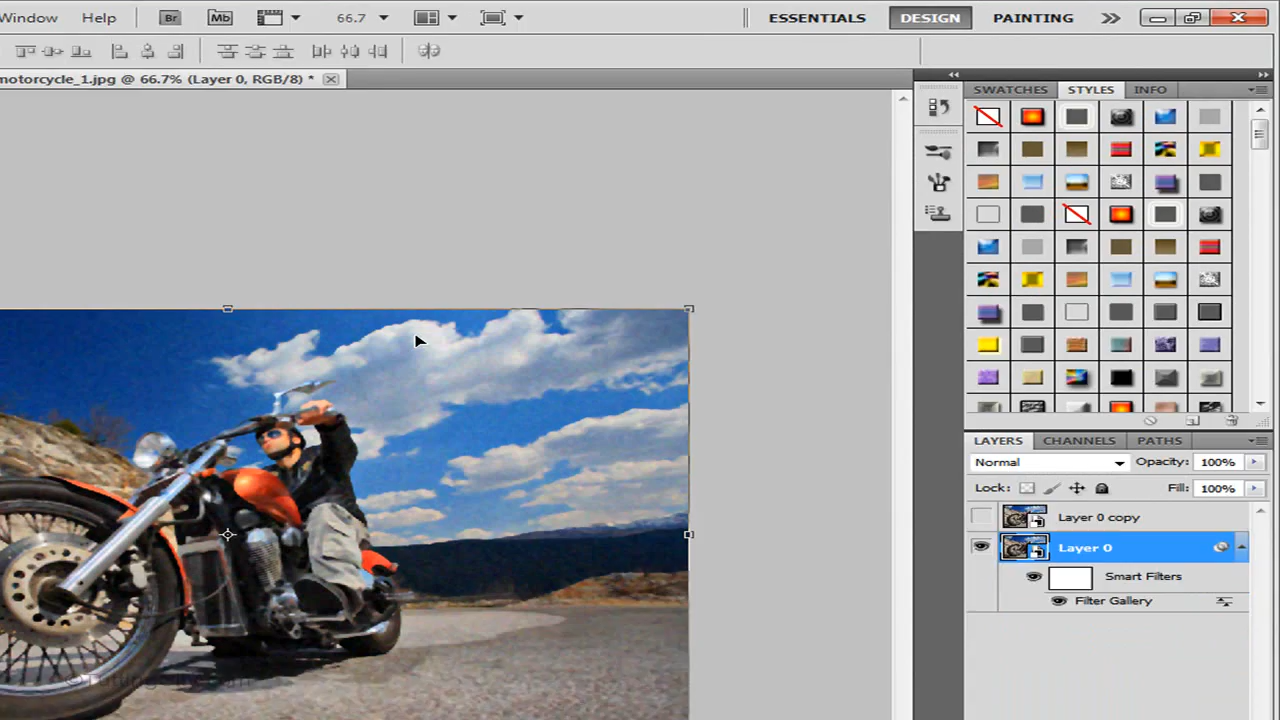 Window Help Br Mb 66.7 ESSENTIALS DESIGN PAINTING
motorcycle_1.jpg @ 66.7% (Layer 0, RGB/8) *
SWATCHES STYLES INFO
LAYERS CHANNELS PATHS
Normal Opacity: 100%
Lock: Fill: 100%
Layer 0 copy
Layer 0
Smart Filters
Filter Gallery